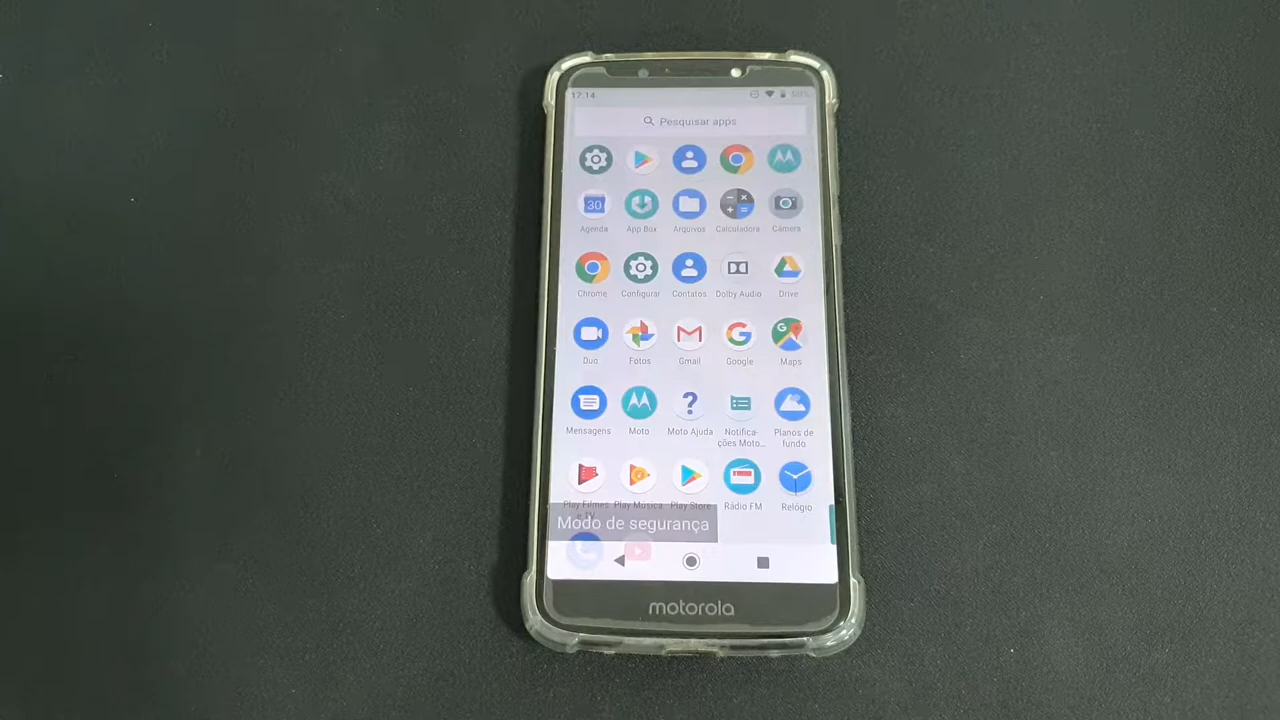 17:14
Pesquisar apps
30
Agenda
App Box
Arquivos
Calculadora
Câmera
Chrome
Configurar
Contatos
Dolby Audio
Drive
Duo
Fotos
Gmail
Google
Maps
Mensagens
Moto
Moto Ajuda
Notifica-
ções Moto...
Planos de
fundo
Play Filmes
e TV
Play Música
Play Store
Rádio FM
Relógio
Modo de segurança
motorola